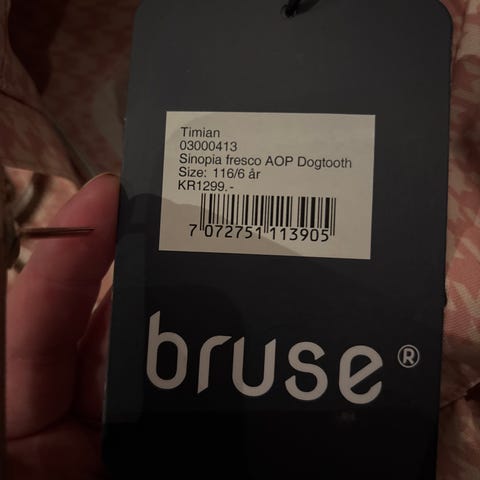 Timian
03000413
Sinopia fresco AOP Dogtooth
Size: 116/6 år
KR1299.-
7 072751 113905
bruse®